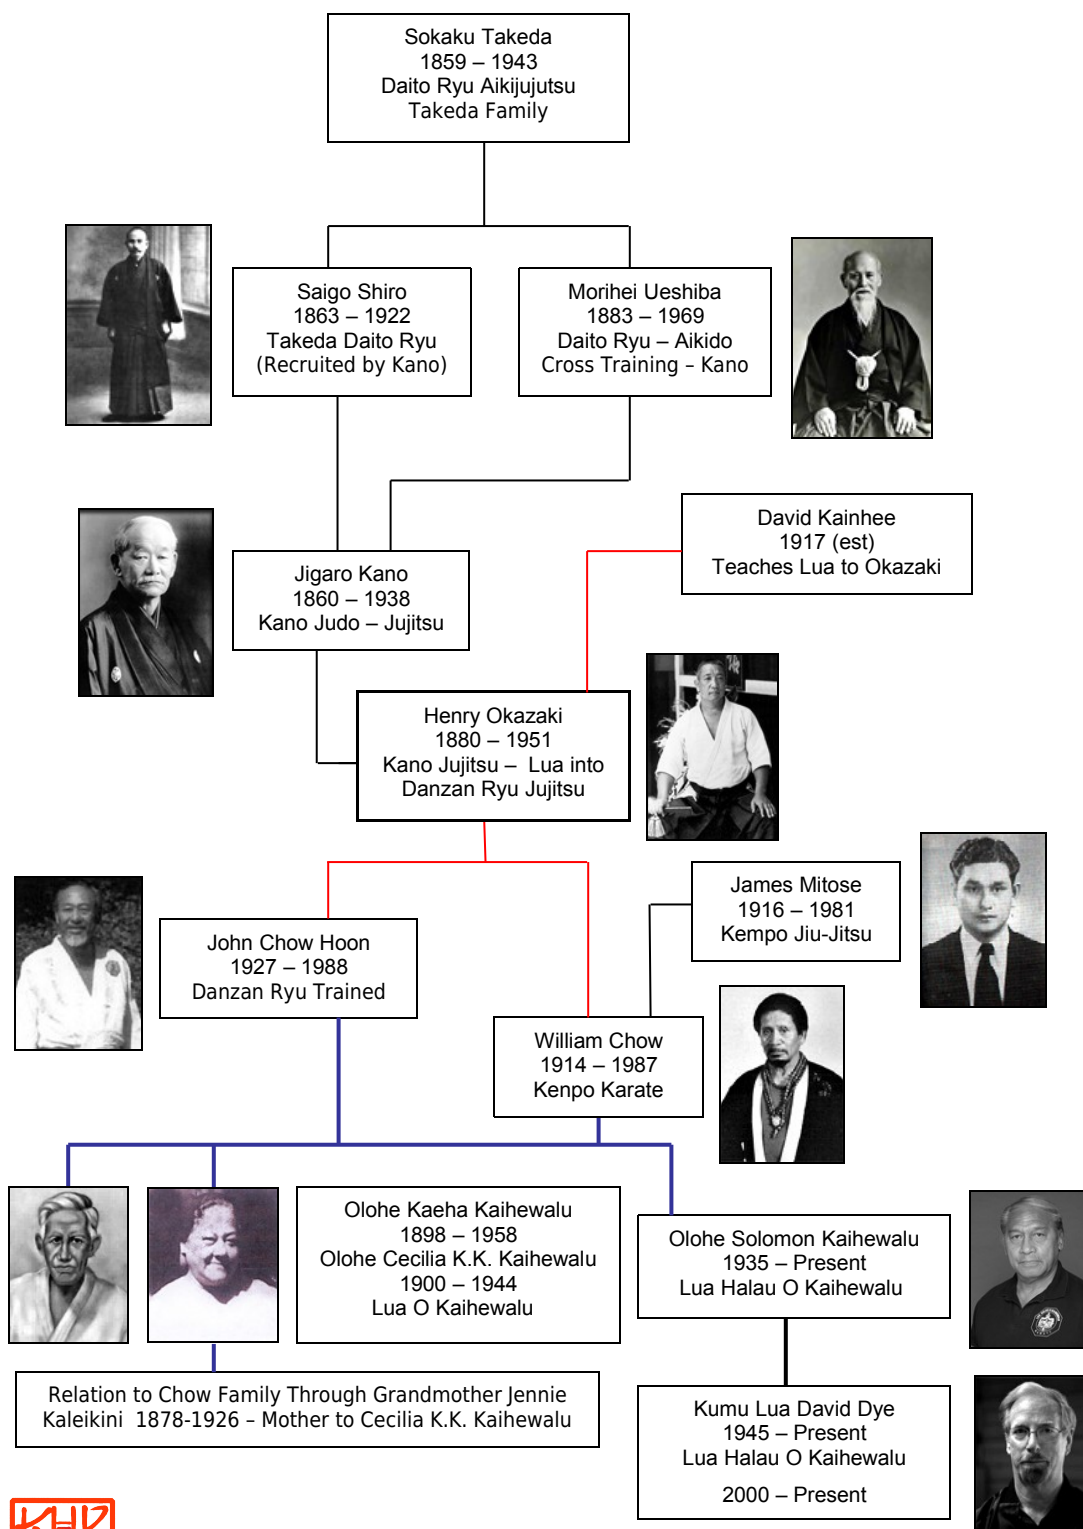 Sokaku Takeda
1859 – 1943
Daito Ryu Aikijujutsu
Takeda Family
Saigo Shiro
1863 – 1922
Takeda Daito Ryu
(Recruited by Kano)
Morihei Ueshiba
1883 – 1969
Daito Ryu – Aikido
Cross Training – Kano
David Kainhee
1917 (est)
Teaches Lua to Okazaki
Jigaro Kano
1860 – 1938
Kano Judo – Jujitsu
Henry Okazaki
1880 – 1951
Kano Jujitsu – Lua into
Danzan Ryu Jujitsu
James Mitose
1916 – 1981
Kempo Jiu-Jitsu
John Chow Hoon
1927 – 1988
Danzan Ryu Trained
William Chow
1914 – 1987
Kenpo Karate
Olohe Kaeha Kaihewalu
1898 – 1958
Olohe Cecilia K.K. Kaihewalu
1900 – 1944
Lua O Kaihewalu
Olohe Solomon Kaihewalu
1935 – Present
Lua Halau O Kaihewalu
Relation to Chow Family Through Grandmother Jennie
Kaleikini 1878-1926 – Mother to Cecilia K.K. Kaihewalu
Kumu Lua David Dye
1945 – Present
Lua Halau O Kaihewalu
2000 – Present